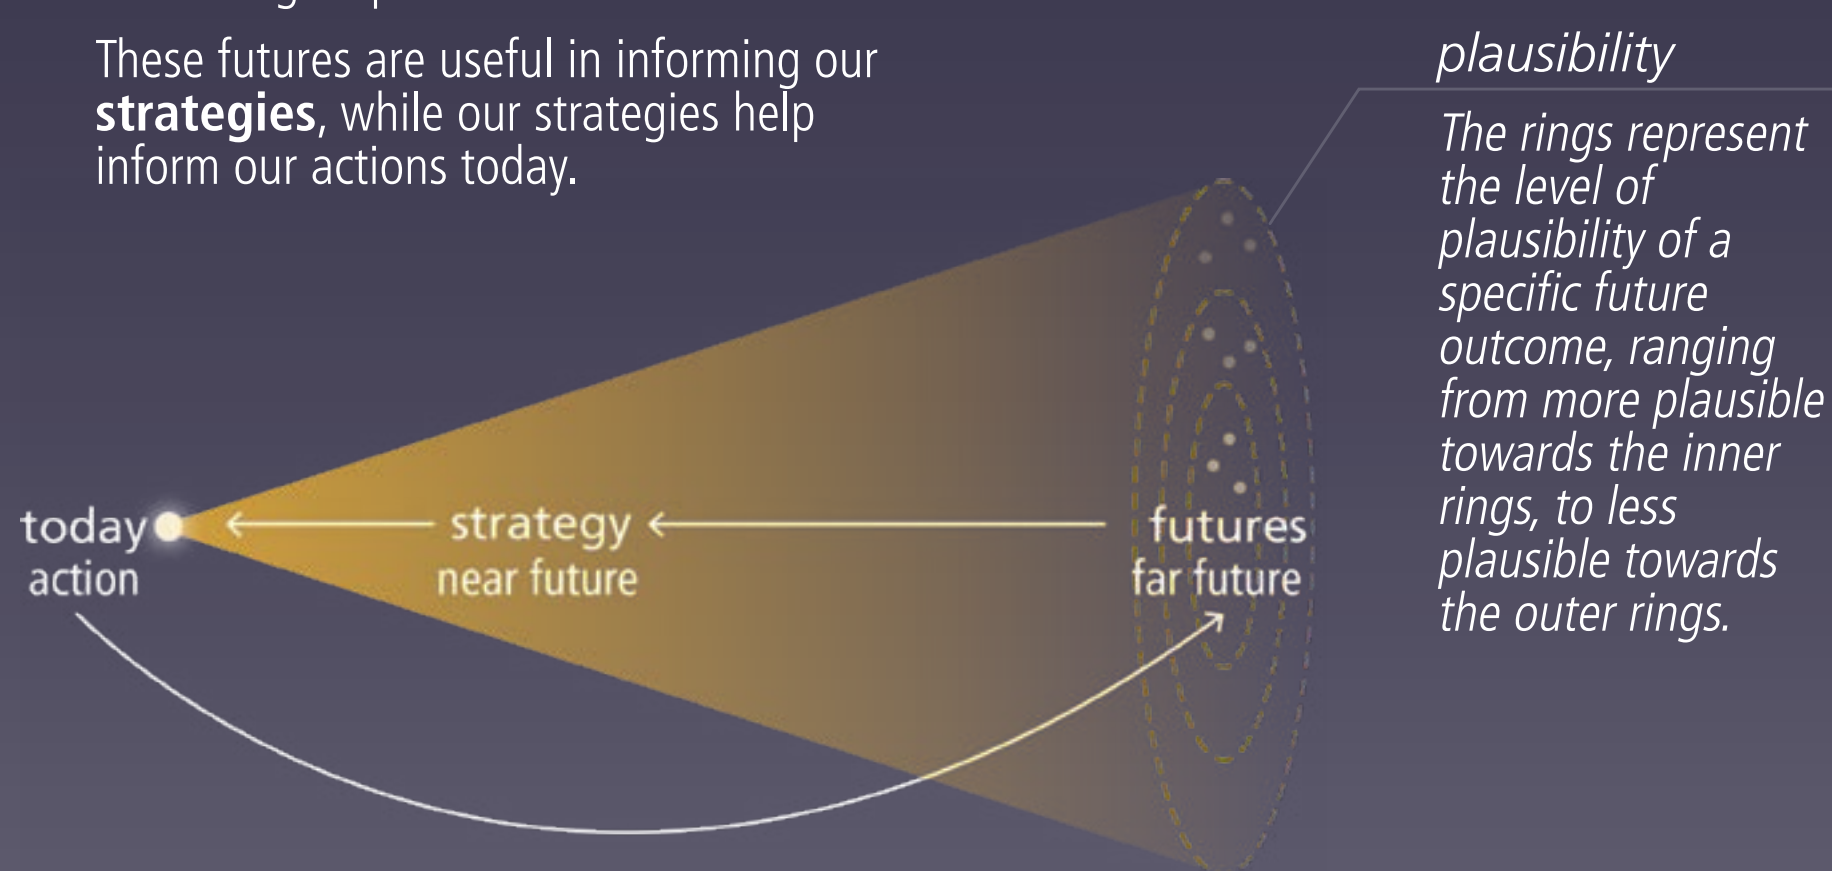 These futures are useful in informing our
strategies, while our strategies help
inform our actions today.
plausibility
The rings represent
the level of
plausibility of a
specific future
outcome, ranging
from more plausible
towards the inner
rings, to less
plausible towards
the outer rings.
today
action
strategy
near future
futures
far future